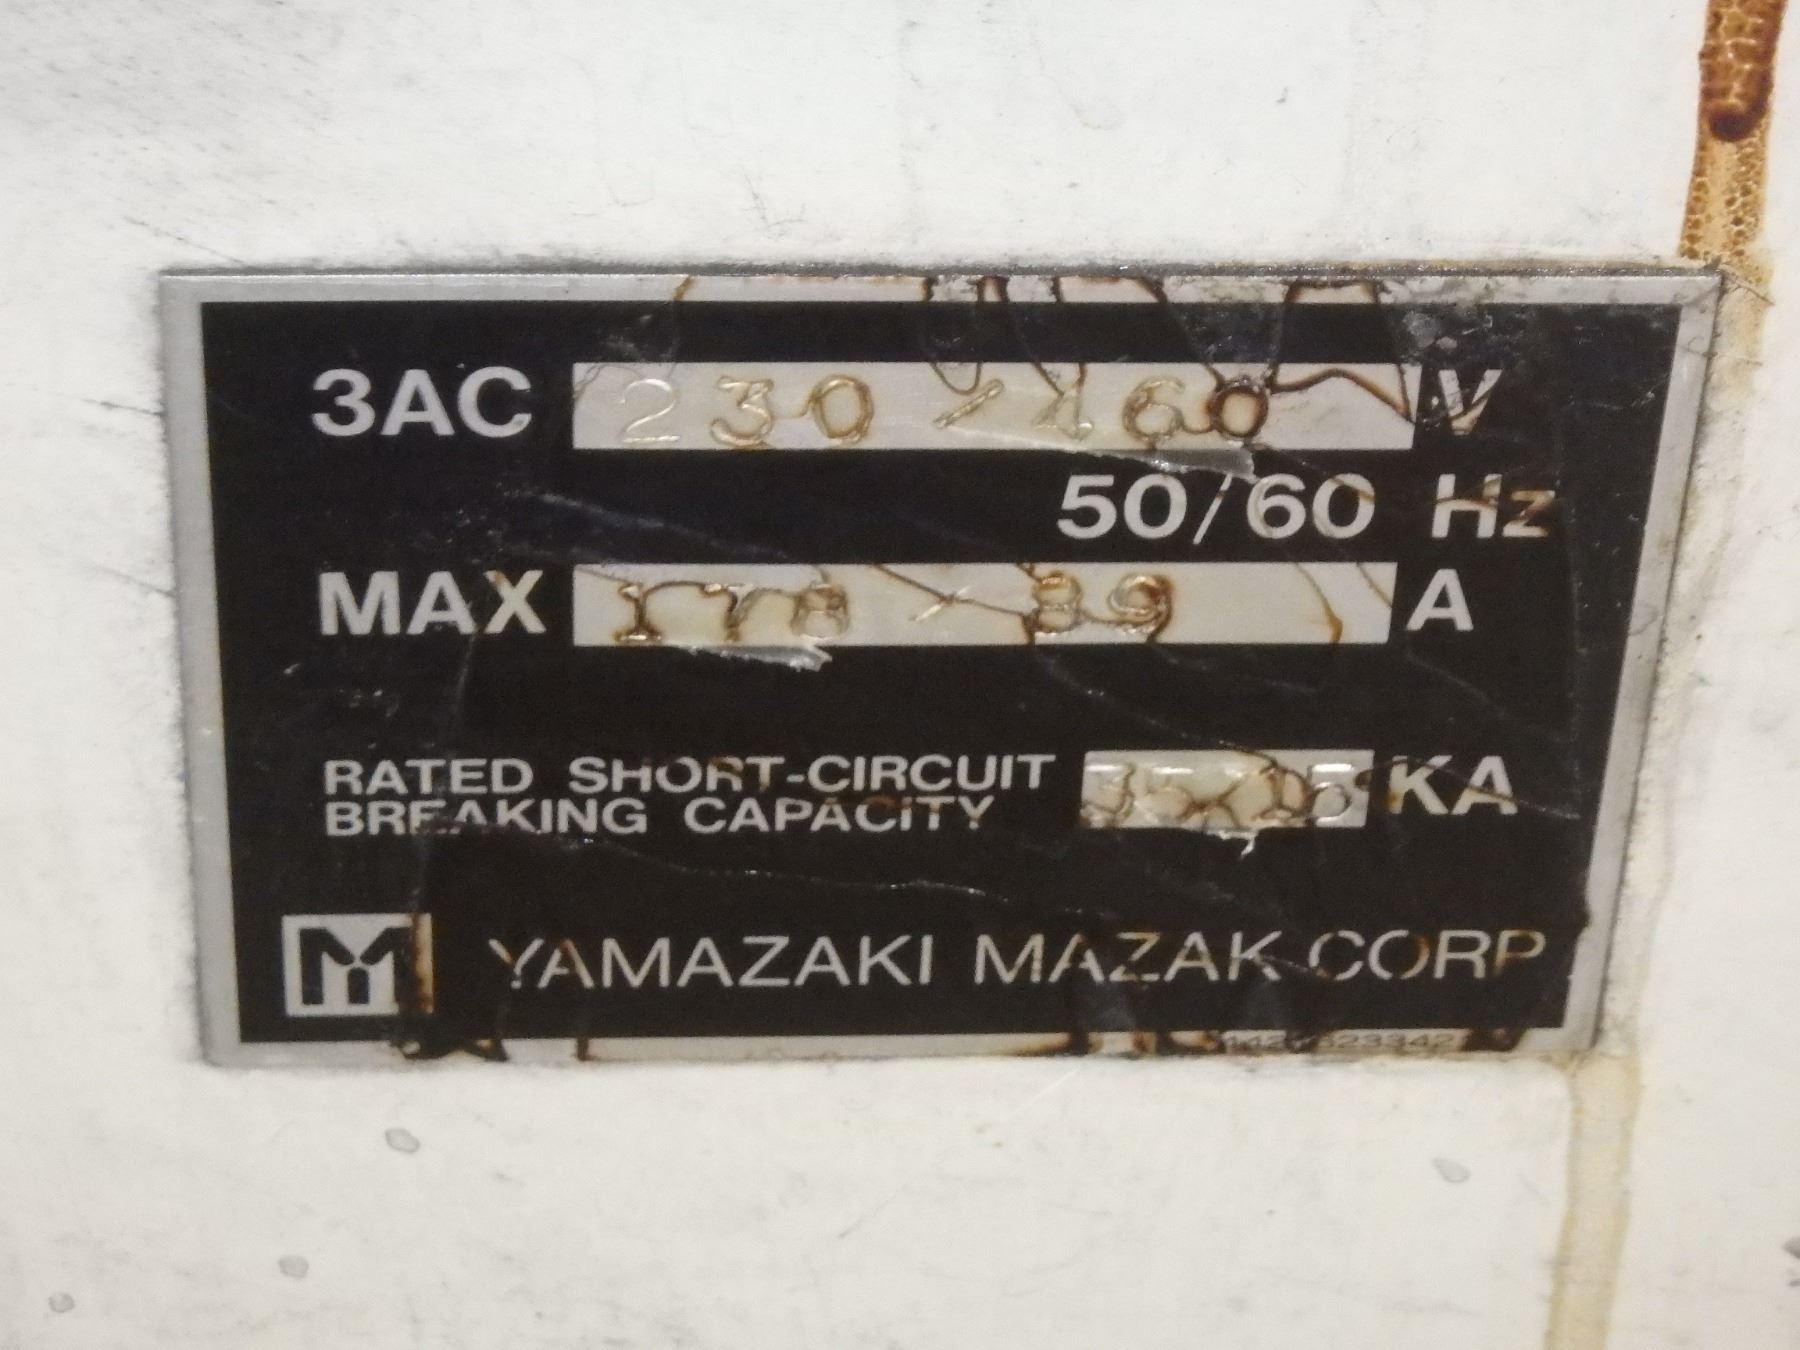 3AC 230/460 V
50/60 Hz
MAX 178/89 A
RATED SHORT-CIRCUIT KA
BREAKING CAPACITY
YAMAZAKI MAZAK CORP